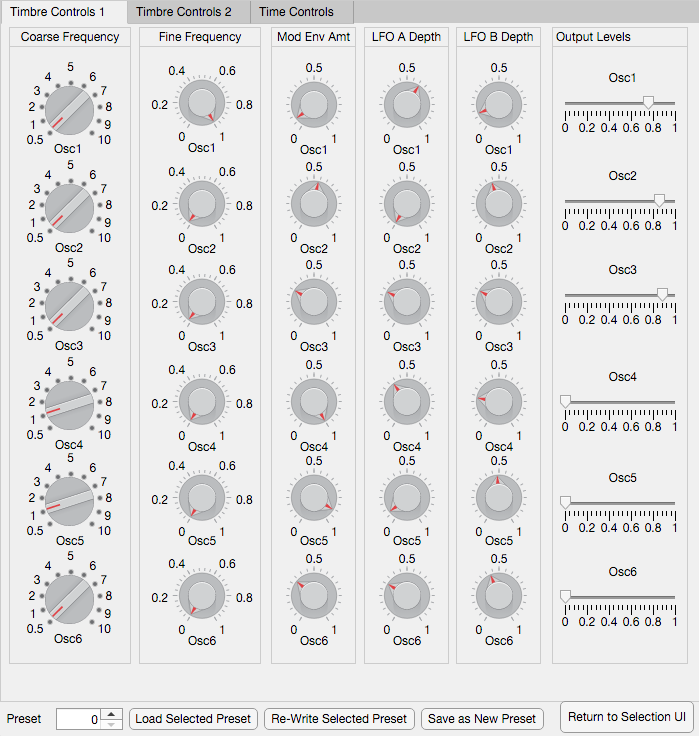 Timbre Controls 1 Timbre Controls 2 Time Controls
Coarse Frequency Fine Frequency Mod Env Amt LFO A Depth LFO B Depth Output Levels
0.5 1 2 3 4 5 6 7 8 9 10 Osc1
0 0.2 0.4 0.6 0.8 1 Osc1
0 0.5 1 Osc1
0 0.5 1 Osc1
0 0.5 1 Osc1
Osc1 0 0.2 0.4 0.6 0.8 1
0.5 1 2 3 4 5 6 7 8 9 10 Osc2
0 0.2 0.4 0.6 0.8 1 Osc2
0 0.5 1 Osc2
0 0.5 1 Osc2
0 0.5 1 Osc2
Osc2 0 0.2 0.4 0.6 0.8 1
0.5 1 2 3 4 5 6 7 8 9 10 Osc3
0 0.2 0.4 0.6 0.8 1 Osc3
0 0.5 1 Osc3
0 0.5 1 Osc3
0 0.5 1 Osc3
Osc3 0 0.2 0.4 0.6 0.8 1
0.5 1 2 3 4 5 6 7 8 9 10 Osc4
0 0.2 0.4 0.6 0.8 1 Osc4
0 0.5 1 Osc4
0 0.5 1 Osc4
0 0.5 1 Osc4
Osc4 0 0.2 0.4 0.6 0.8 1
0.5 1 2 3 4 5 6 7 8 9 10 Osc5
0 0.2 0.4 0.6 0.8 1 Osc5
0 0.5 1 Osc5
0 0.5 1 Osc5
0 0.5 1 Osc5
Osc5 0 0.2 0.4 0.6 0.8 1
0.5 1 2 3 4 5 6 7 8 9 10 Osc6
0 0.2 0.4 0.6 0.8 1 Osc6
0 0.5 1 Osc6
0 0.5 1 Osc6
0 0.5 1 Osc6
Osc6 0 0.2 0.4 0.6 0.8 1
Preset 0 Load Selected Preset Re-Write Selected Preset Save as New Preset Return to Selection UI